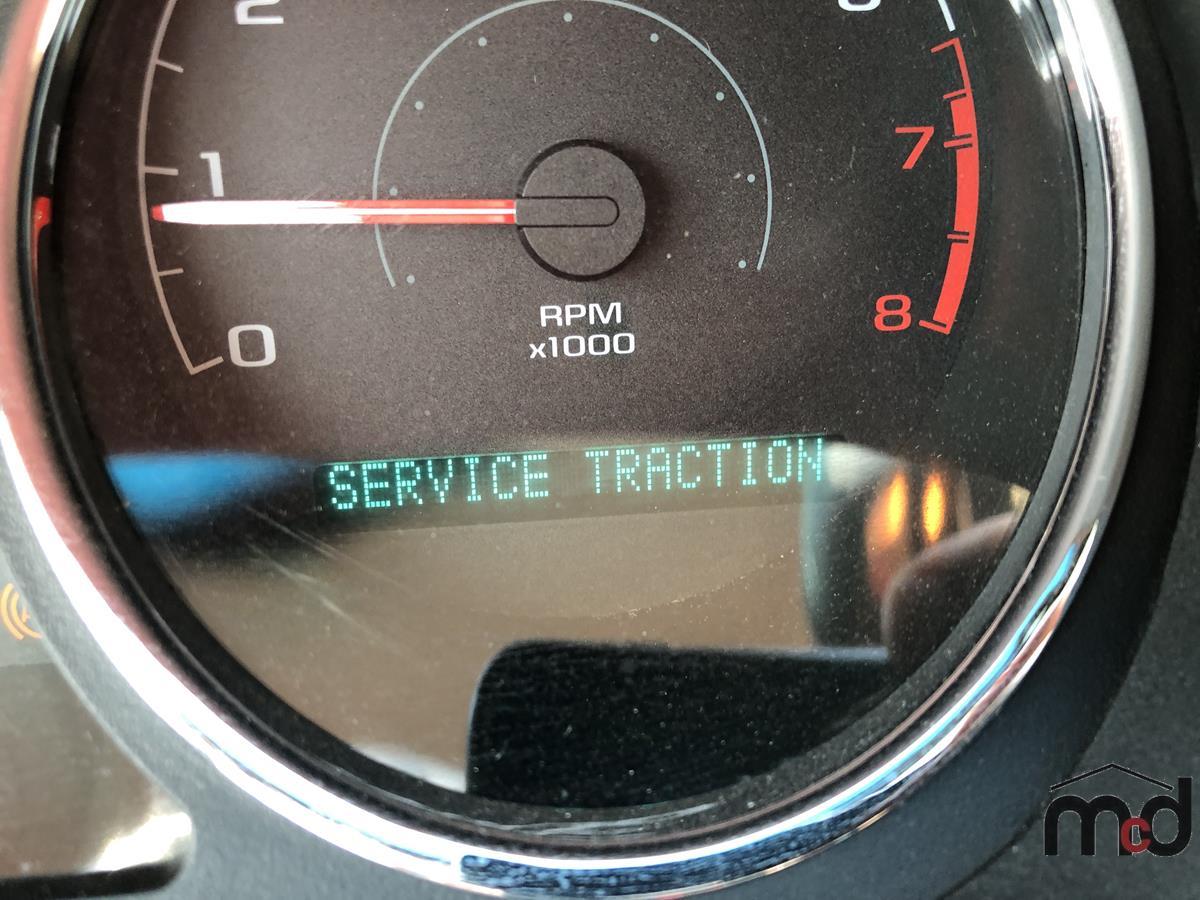 2
1
7
0
8
RPM
x1000
SERVICE TRACTION
mcd